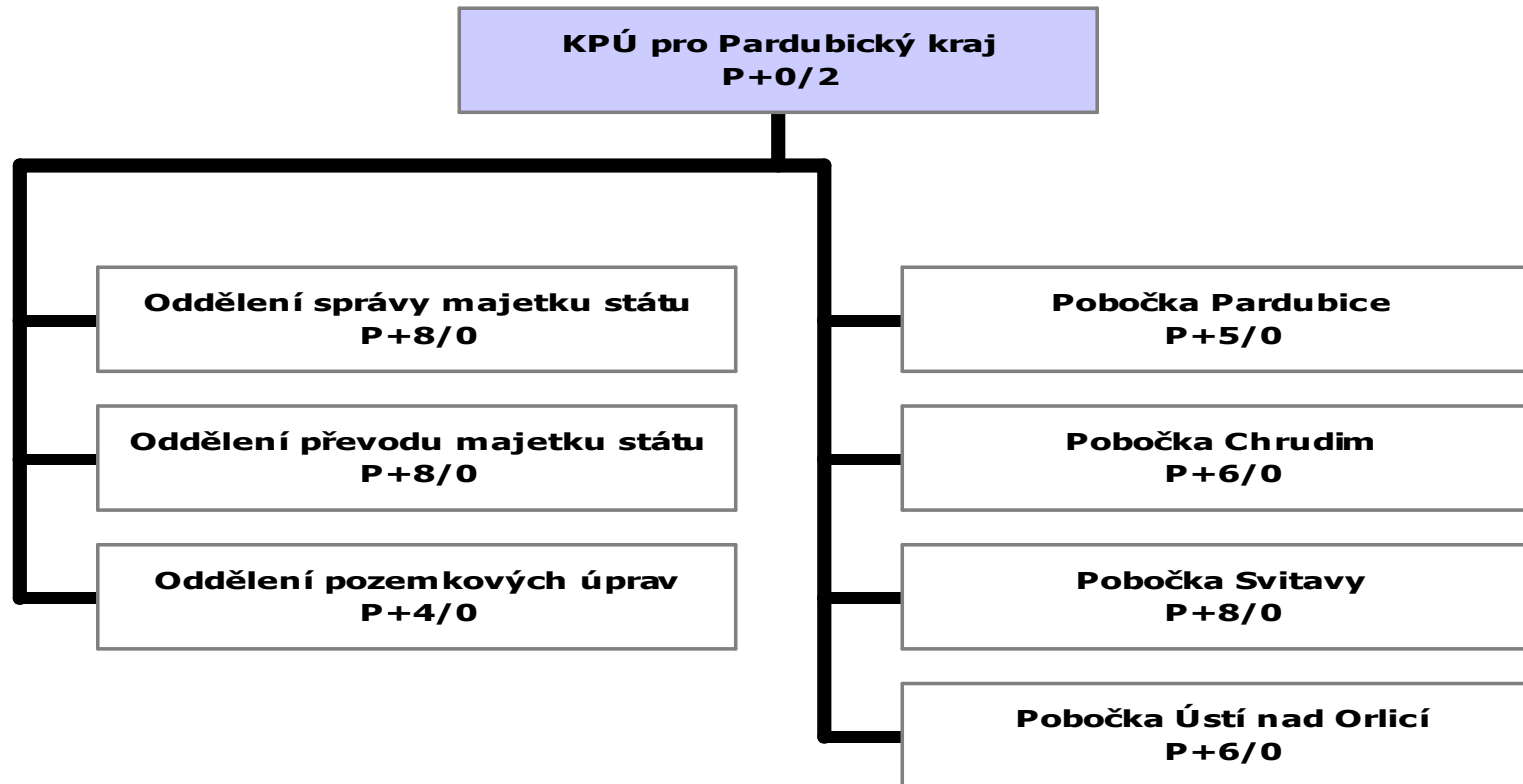 KPÚ pro Pardubický kraj
P+0/2
Oddělení správy majetku státu
P+8/0
Oddělení převodu majetku státu
P+8/0
Oddělení pozemkových úprav
P+4/0
Pobočka Pardubice
P+5/0
Pobočka Chrudim
P+6/0
Pobočka Svitavy
P+8/0
Pobočka Ústí nad Orlicí
P+6/0